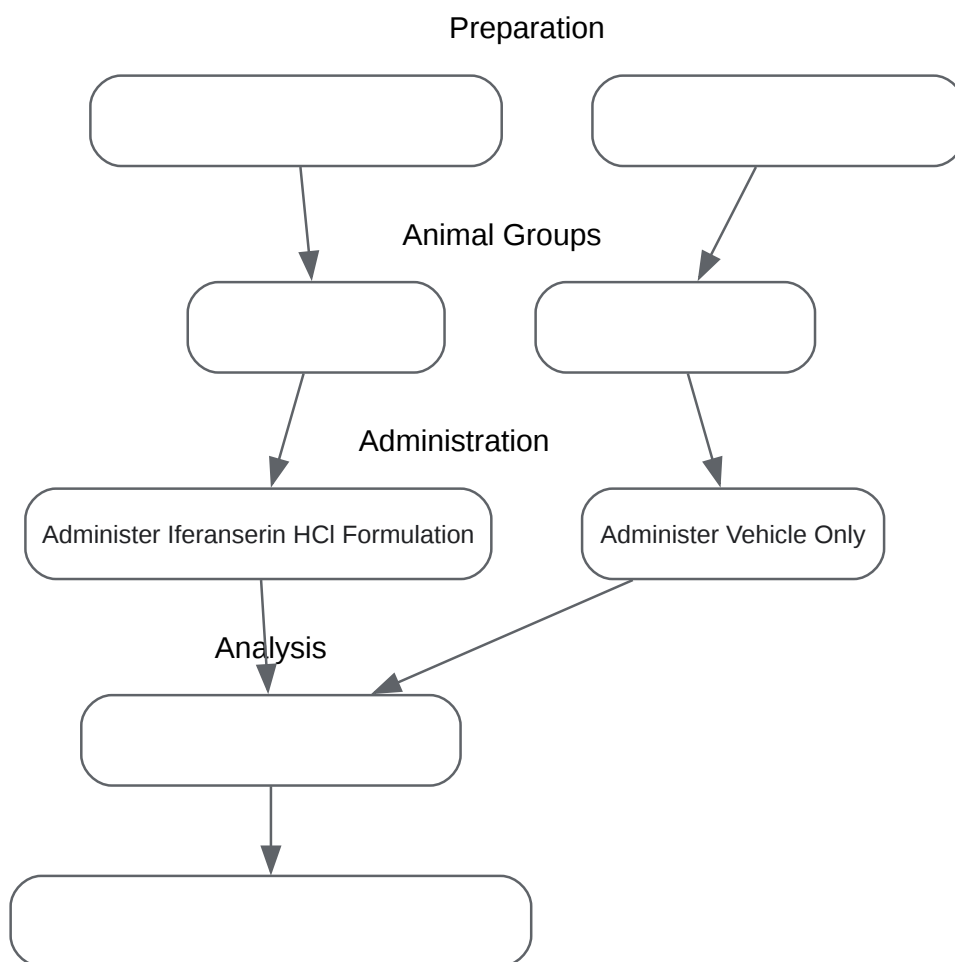 Preparation
Animal Groups
Administration
Administer Iferanserin HCl Formulation
Administer Vehicle Only
Analysis